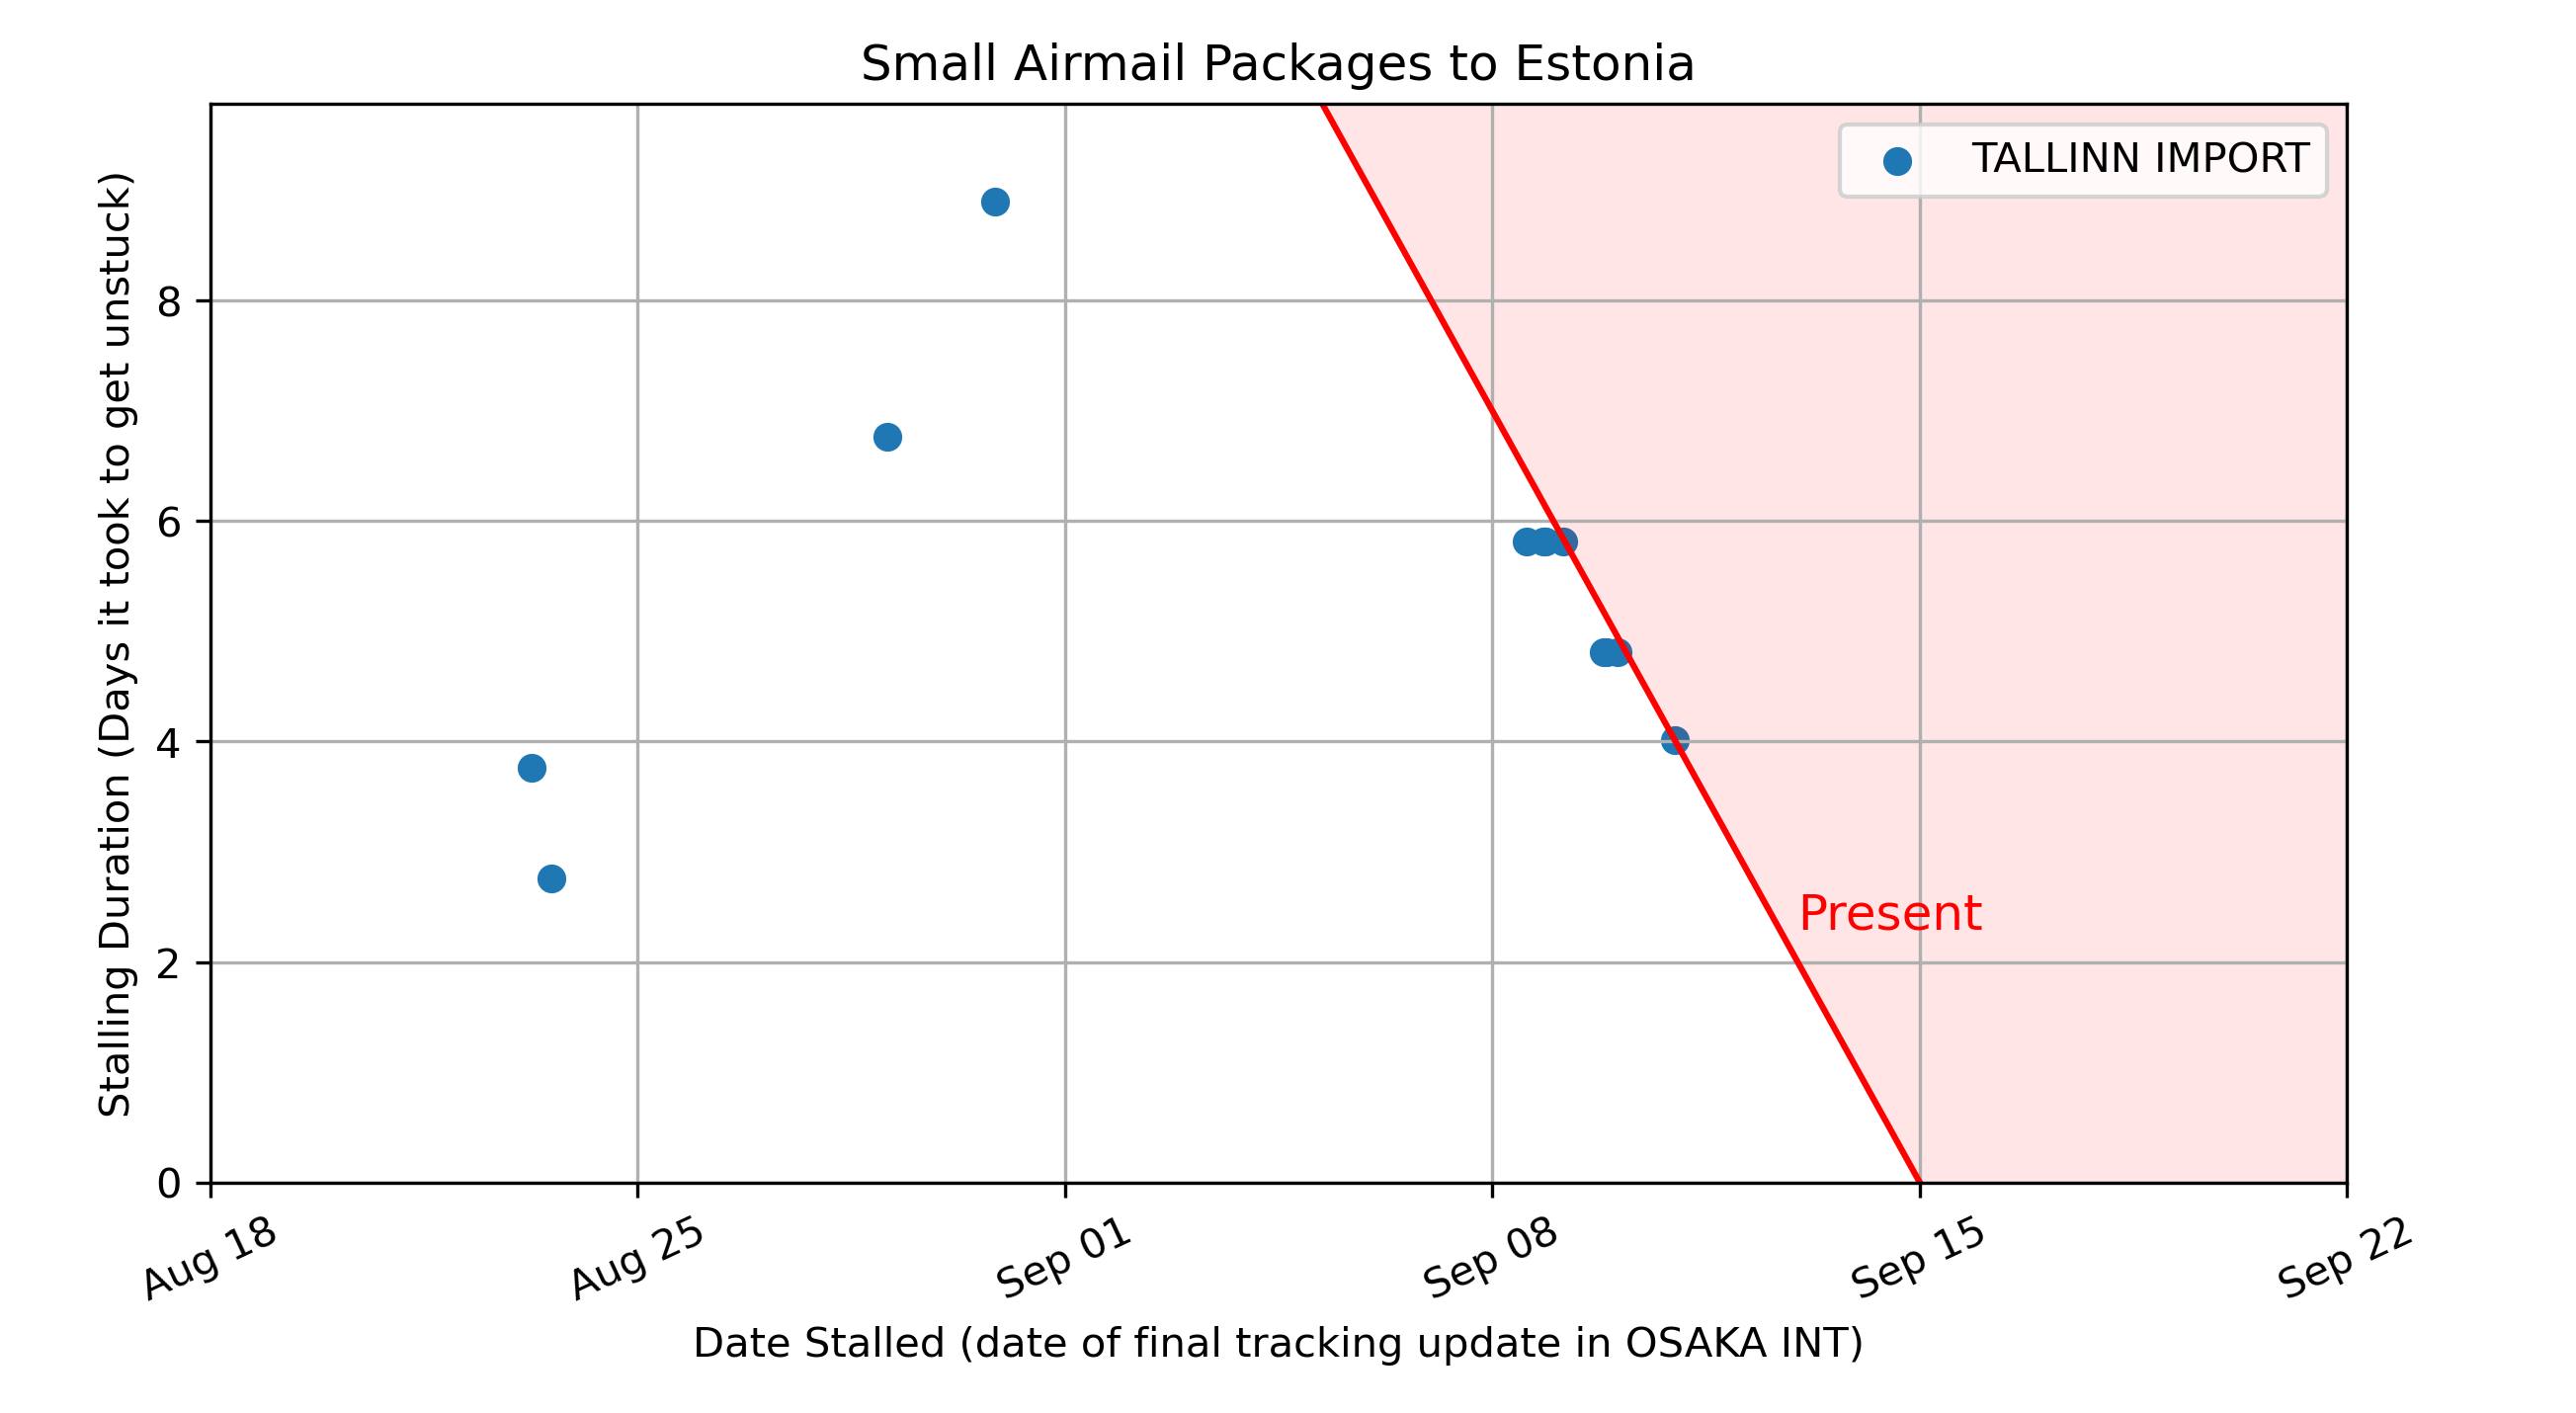 Small Airmail Packages to Estonia
TALLINN IMPORT
Stalling Duration (Days it took to get unstuck)
8
6
4
2
0
Present
Aug 18
Aug 25
Sep 01
Sep 08
Sep 15
Sep 22
Date Stalled (date of final tracking update in OSAKA INT)